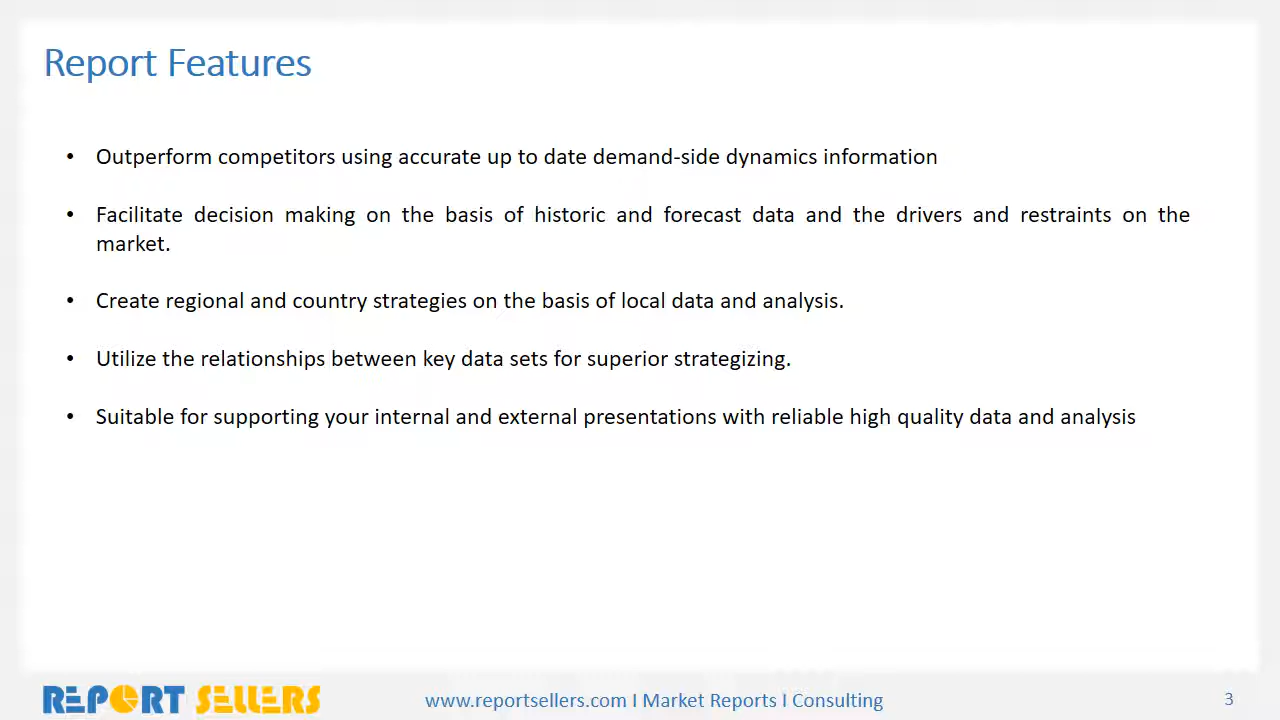 Report Features
• Outperform competitors using accurate up to date demand-side dynamics information
• Facilitate decision making on the basis of historic and forecast data and the drivers and restraints on the
market.
• Create regional and country strategies on the basis of local data and analysis.
• Utilize the relationships between key data sets for superior strategizing.
• Suitable for supporting your internal and external presentations with reliable high quality data and analysis
REPORT SELLERS
www.reportsellers.com I Market Reports I Consulting
3